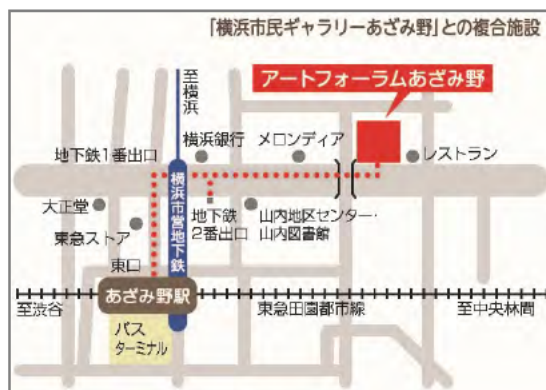 「横浜市民ギャラリーあざみ野」との複合施設
アートフォーラムあざみ野
至横浜
地下鉄1番出口
横浜銀行
メロンディア
レストラン
横浜市営地下鉄
大正堂
東急ストア
地下鉄
2番出口
山内地区センター・
山内図書館
東口
あざみ野駅
至渋谷
東急田園都市線
至中央林間
バス
ターミナル